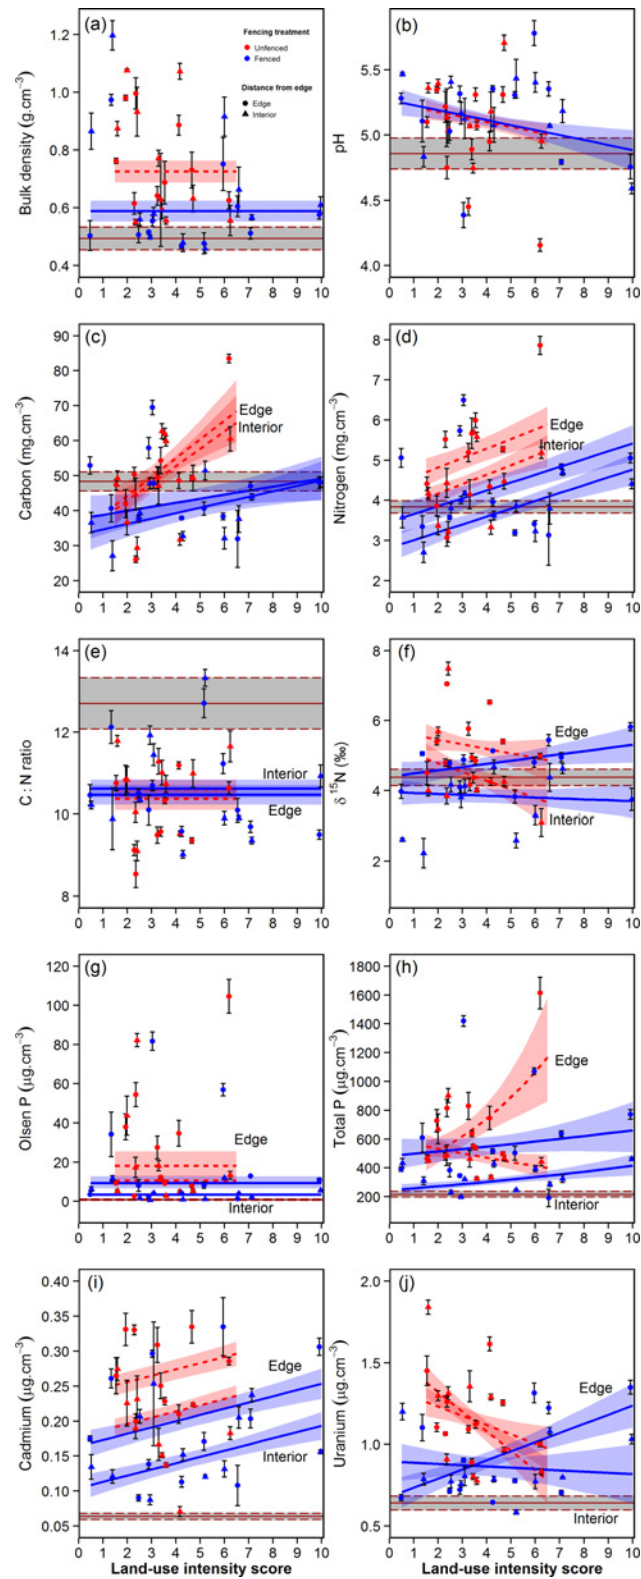 (a)
Fencing treatment
Unfenced
Fenced
Distance from edge
Edge
Interior
Bulk density (g.cm⁻³)
1.2
1.0
0.8
0.6
0.4
0 1 2 3 4 5 6 7 8 9 10
(b)
pH
5.5
5.0
4.5
4.0
0 1 2 3 4 5 6 7 8 9 10
(c)
Carbon (mg.cm⁻³)
90
80
70
60
50
40
30
20
Edge
Interior
0 1 2 3 4 5 6 7 8 9 10
(d)
Nitrogen (mg.cm⁻³)
8
7
6
5
4
3
2
Edge
Interior
0 1 2 3 4 5 6 7 8 9 10
(e)
C : N ratio
14
12
10
8
Interior
Edge
0 1 2 3 4 5 6 7 8 9 10
(f)
δ ¹⁵N (‰)
8
6
4
2
Edge
Interior
0 1 2 3 4 5 6 7 8 9 10
(g)
Olsen P (µg.cm⁻³)
120
100
80
60
40
20
0
Edge
Interior
0 1 2 3 4 5 6 7 8 9 10
(h)
Total P (µg.cm⁻³)
1800
1600
1400
1200
1000
800
600
400
200
Edge
Interior
0 1 2 3 4 5 6 7 8 9 10
(i)
Cadmium (µg.cm⁻³)
0.40
0.35
0.30
0.25
0.20
0.15
0.10
0.05
Edge
Interior
0 1 2 3 4 5 6 7 8 9 10
Land-use intensity score
(j)
Uranium (µg.cm⁻³)
2.0
1.5
1.0
0.5
Edge
Interior
0 1 2 3 4 5 6 7 8 9 10
Land-use intensity score